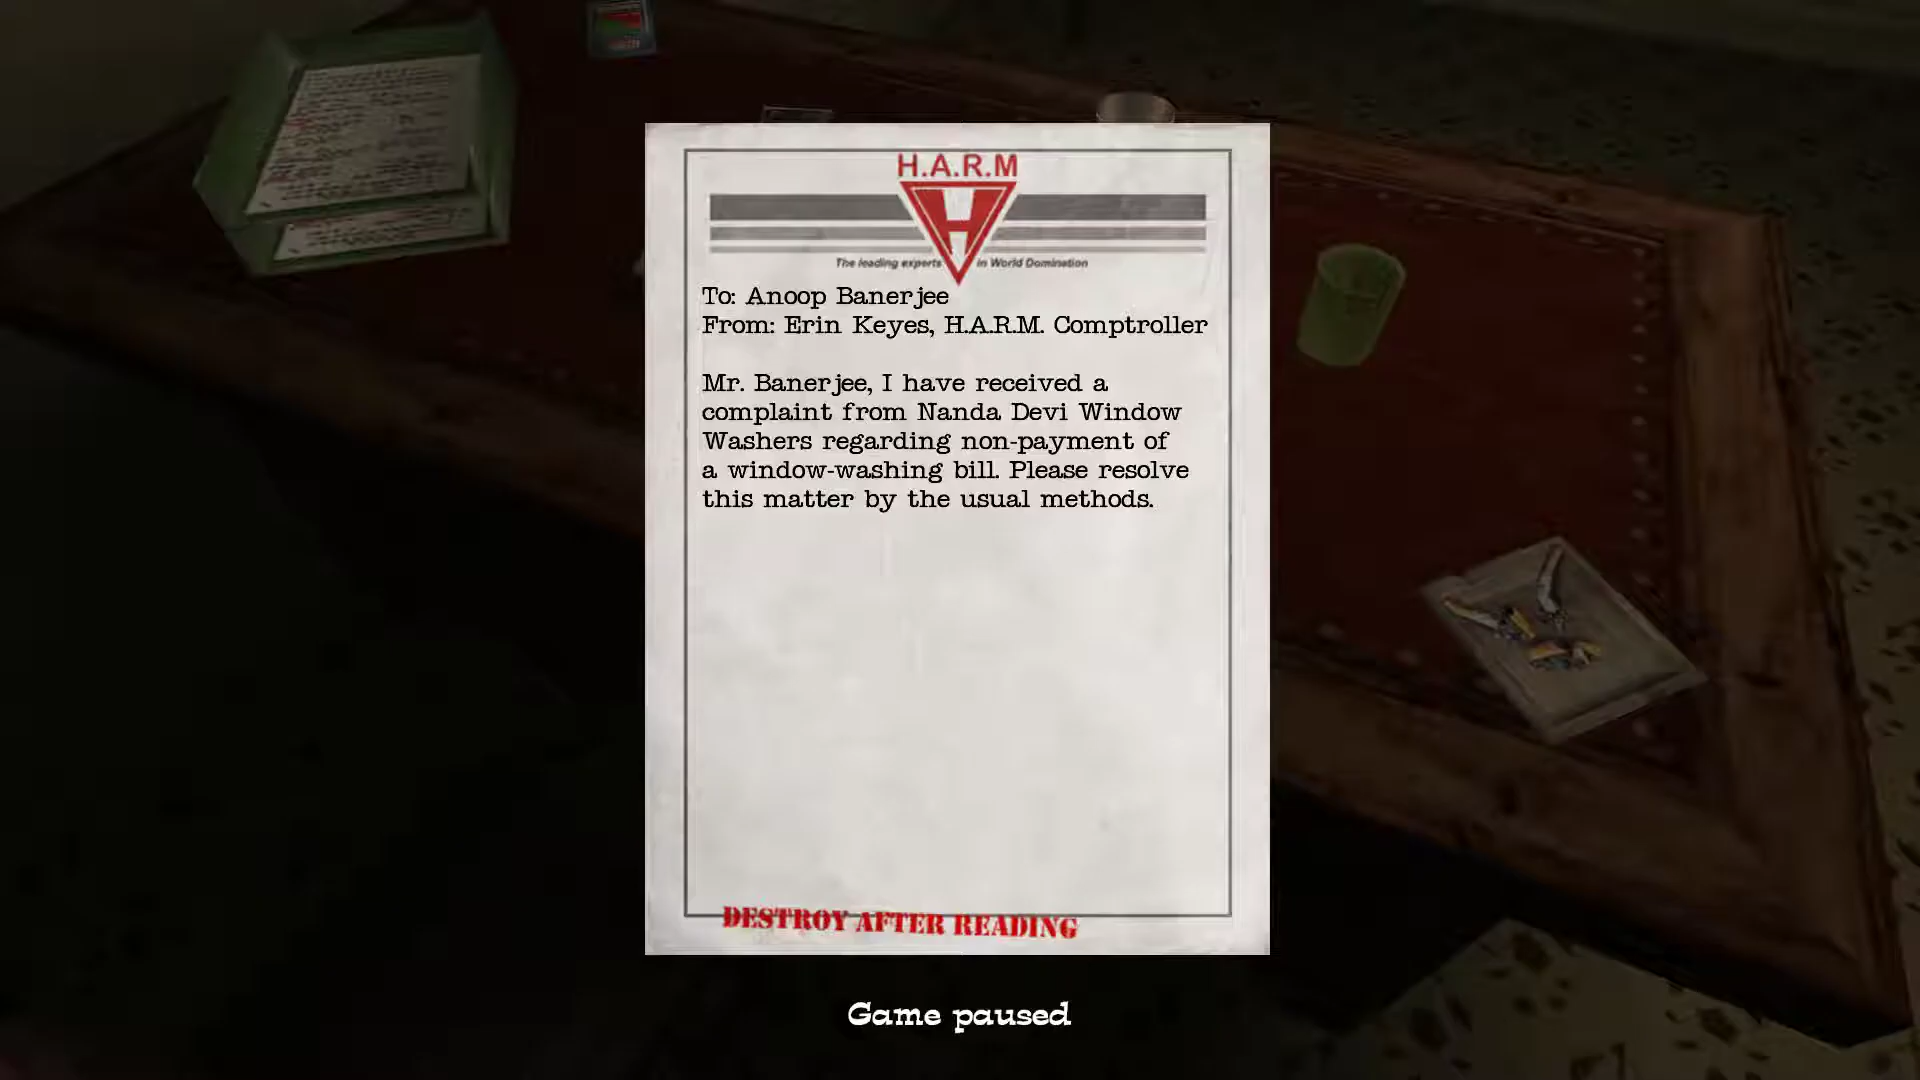 H.A.R.M
The leading experts in World Domination
To: Anoop Banerjee
From: Erin Keyes, H.A.R.M. Comptroller
Mr. Banerjee, I have received a
complaint from Nanda Devi Window
Washers regarding non-payment of
a window-washing bill. Please resolve
this matter by the usual methods.
DESTROY AFTER READING
Game paused